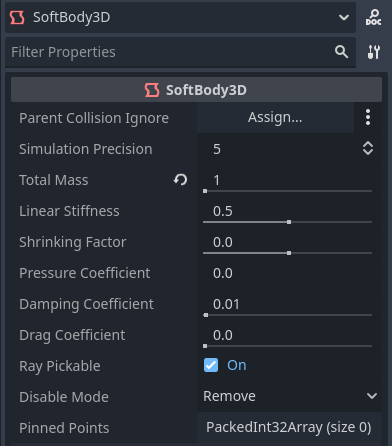 SoftBody3D
DOC
Filter Properties
SoftBody3D
Parent Collision Ignore Assign...
Simulation Precision 5
Total Mass 1
Linear Stiffness 0.5
Shrinking Factor 0.0
Pressure Coefficient 0.0
Damping Coefficient 0.01
Drag Coefficient 0.0
Ray Pickable On
Disable Mode Remove
Pinned Points PackedInt32Array (size 0)